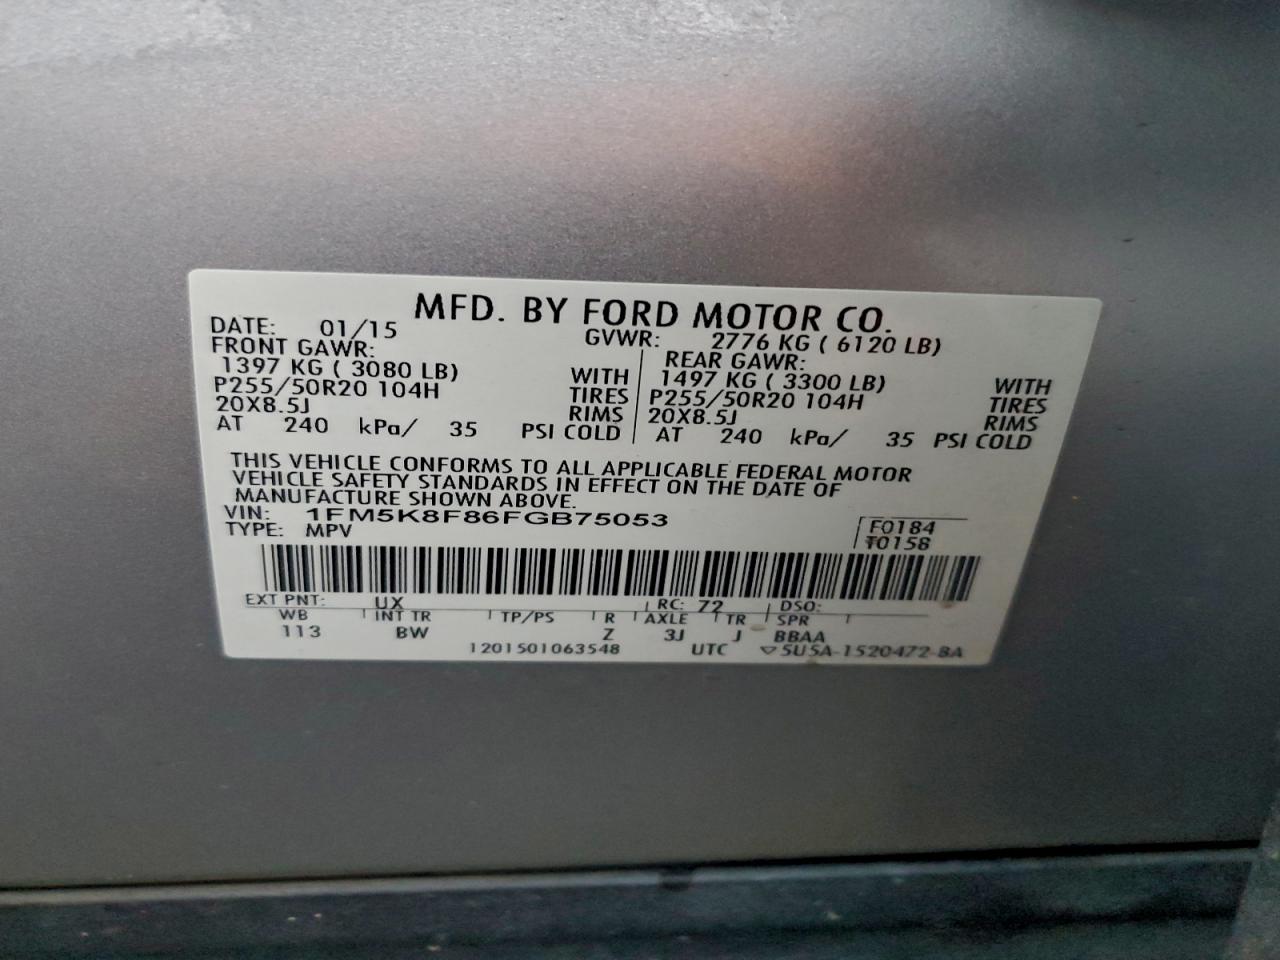 MFD. BY FORD MOTOR CO.
DATE: 01/15 GVWR: 2776 KG ( 6120 LB)
FRONT GAWR: REAR GAWR:
1397 KG ( 3080 LB) WITH 1497 KG ( 3300 LB) WITH
P255/50R20 104H TIRES P255/50R20 104H TIRES
20X8.5J RIMS 20X8.5J RIMS
AT 240 kPa/ 35 PSI COLD AT 240 kPa/ 35 PSI COLD
THIS VEHICLE CONFORMS TO ALL APPLICABLE FEDERAL MOTOR
VEHICLE SAFETY STANDARDS IN EFFECT ON THE DATE OF
MANUFACTURE SHOWN ABOVE.
VIN: 1FM5K8F86FGB75053 F0184
TYPE: MPV T0158
EXT PNT: UX RC: 72 DSO:
WB INT TR TP/PS R AXLE TR SPR
113 BW Z 3J J BBAA
1201501063548 UTC ▽5U5A-1520472-BA